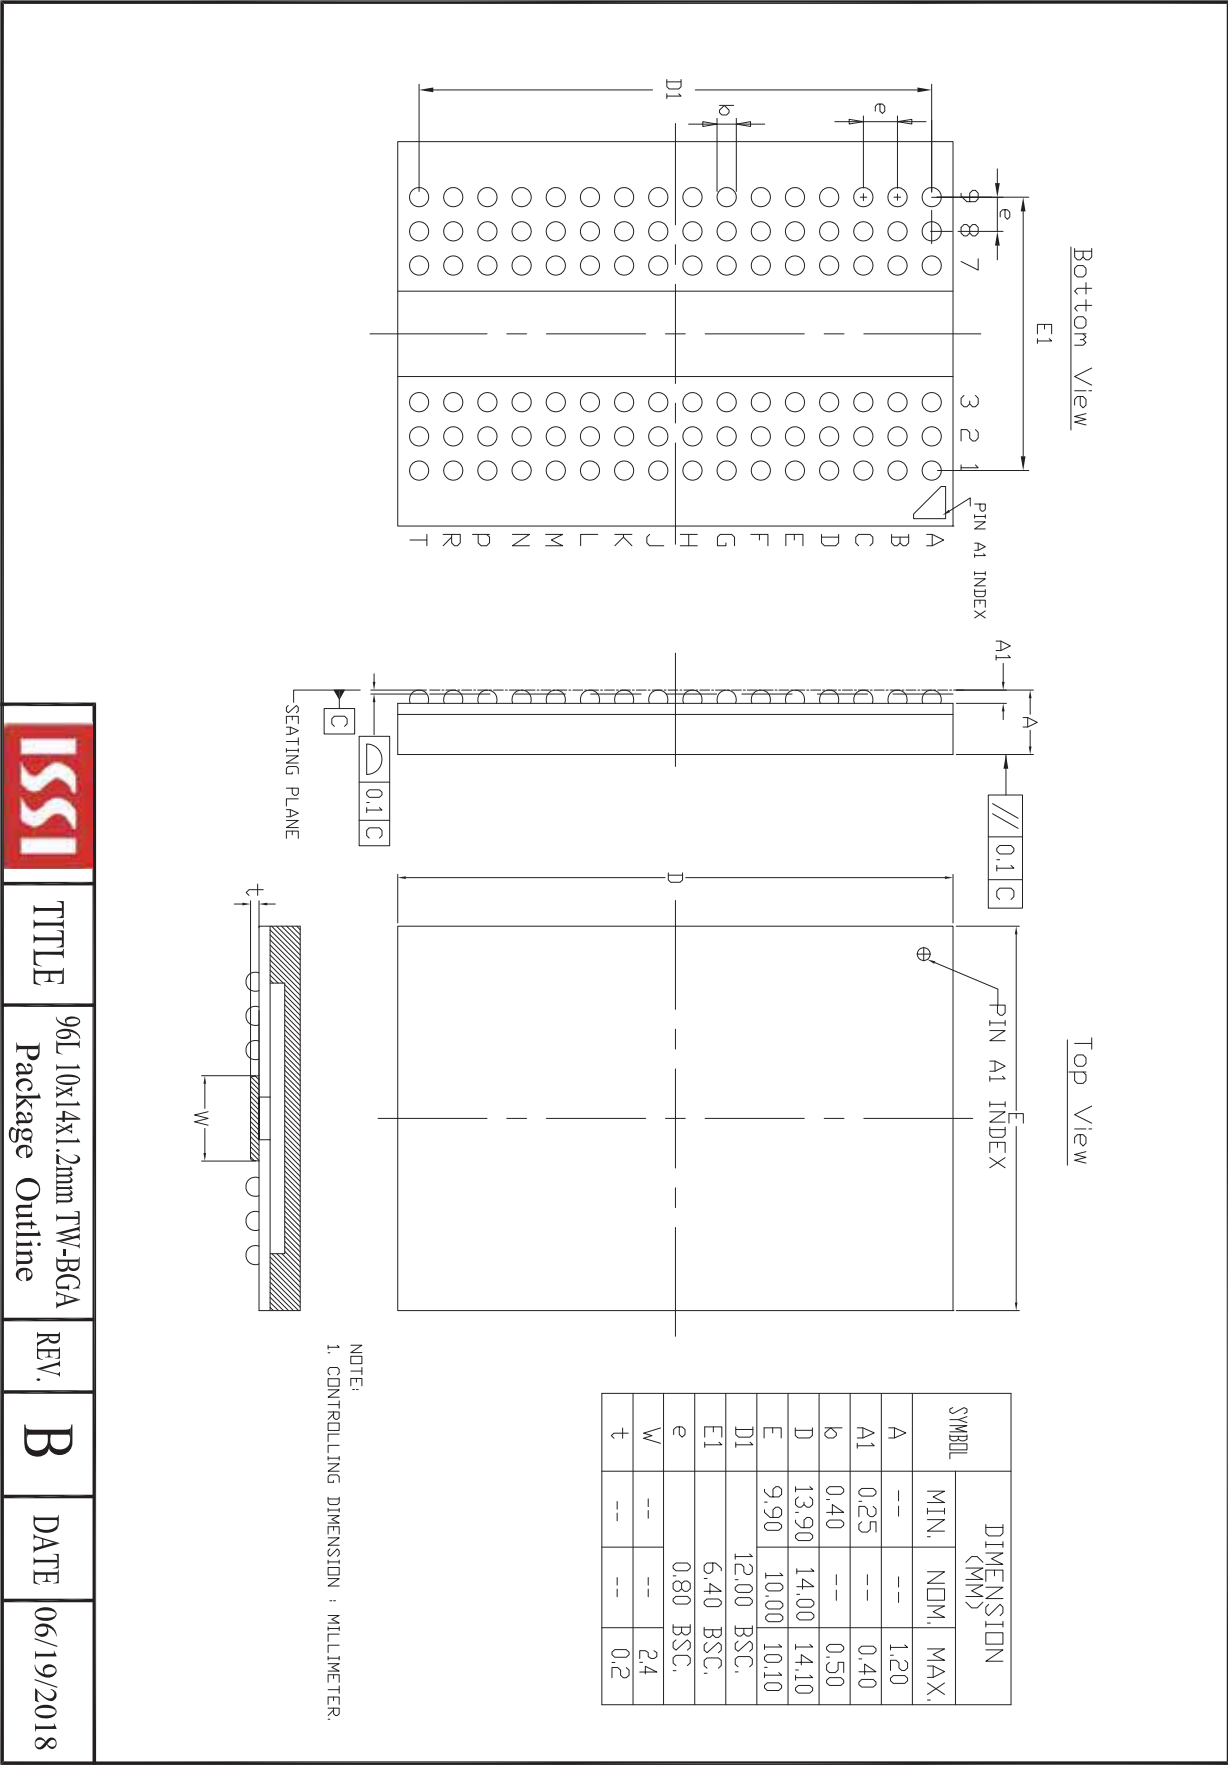 Bottom View
Top View
E1
e
9 8 7 3 2 1
D1
e
b
A
B
C
D
E
F
G
H
J
K
L
M
N
P
R
T
PIN A1 INDEX
A1
A
// 0.1 C
0.1 C
C
SEATING PLANE
E
PIN A1 INDEX
D
t
W
SYMBOL DIMENSION
(MM)
MIN. NOM. MAX.
A -- -- 1.20
A1 0.25 -- 0.40
b 0.40 -- 0.50
D 13.90 14.00 14.10
E 9.90 10.00 10.10
D1 12.00 BSC.
E1 6.40 BSC.
e 0.80 BSC.
W -- -- 2.4
t -- -- 0.2
NOTE:
1. CONTROLLING DIMENSION : MILLIMETER.
ISSI
TITLE
96L 10x14x1.2mm TW-BGA
Package Outline
REV.
B
DATE
06/19/2018